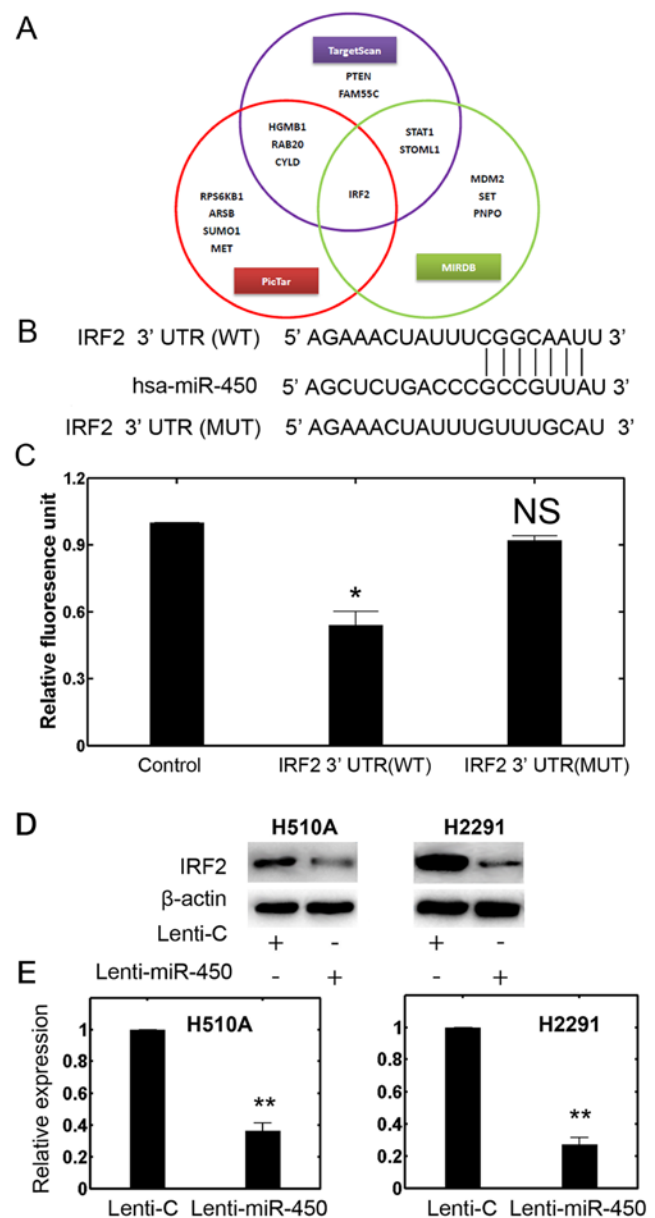 A
TargetScan
PTEN
FAM55C
HGMB1
RAB20
CYLD
STAT1
STOML1
IRF2
RPS6KB1
ARSB
SUMO1
MET
MDM2
SET
PNPO
PicTar
MIRDB
B
IRF2 3' UTR (WT) 5' AGAAACUAUUUCGGCAAUU 3'
hsa-miR-450 5' AGCUCUGACCCGCCGUUAU 3'
IRF2 3' UTR (MUT) 5' AGAAACUAUUUGUUUGCAU 3'
C
Relative fluoresence unit
1.2
0.9
0.6
0.3
0
*
NS
Control IRF2 3' UTR(WT) IRF2 3' UTR(MUT)
D
H510A H2291
IRF2
β-actin
Lenti-C + - + -
Lenti-miR-450 - + - +
E
Relative expression
H510A
1
0.8
0.6
0.4
0.2
0
**
Lenti-C Lenti-miR-450
H2291
1
0.8
0.6
0.4
0.2
0
**
Lenti-C Lenti-miR-450